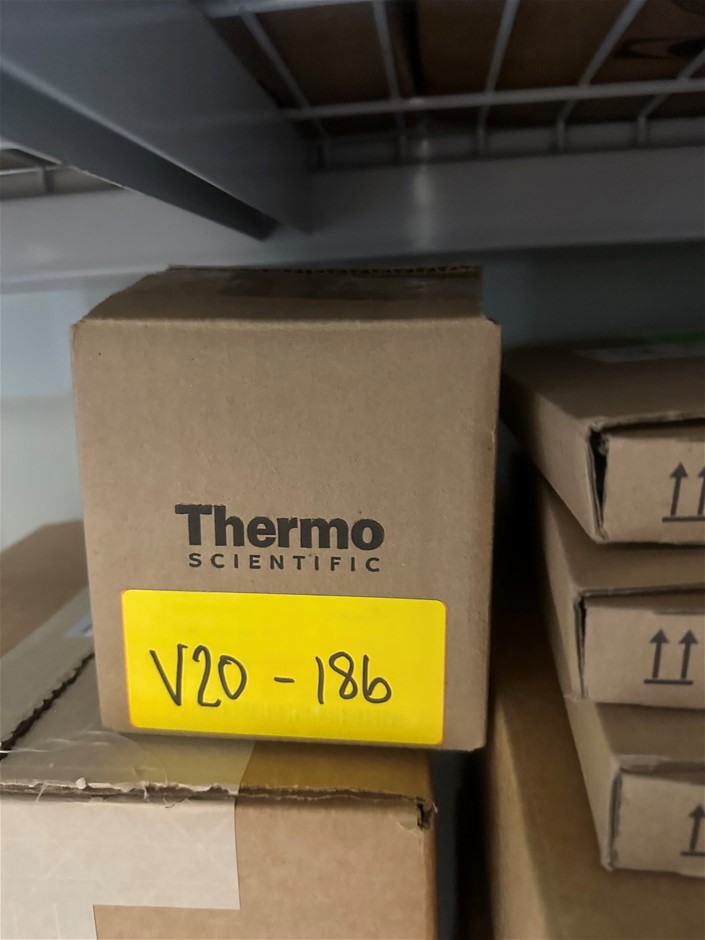 Thermo
SCIENTIFIC
V20 - 186